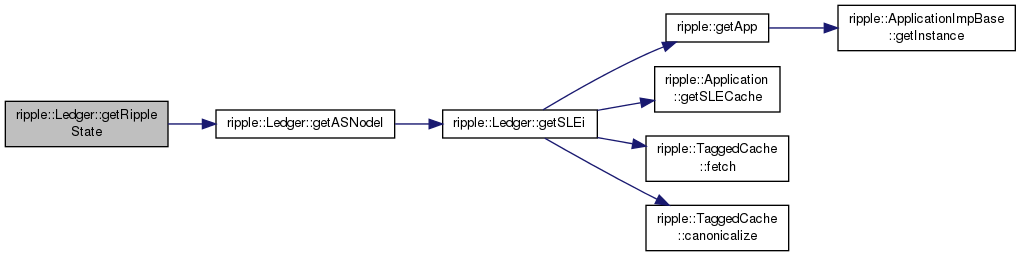 ripple::Ledger::getRipple
State
ripple::Ledger::getASNodeI
ripple::Ledger::getSLEi
ripple::getApp
ripple::ApplicationImpBase
::getInstance
ripple::Application
::getSLECache
ripple::TaggedCache
::fetch
ripple::TaggedCache
::canonicalize